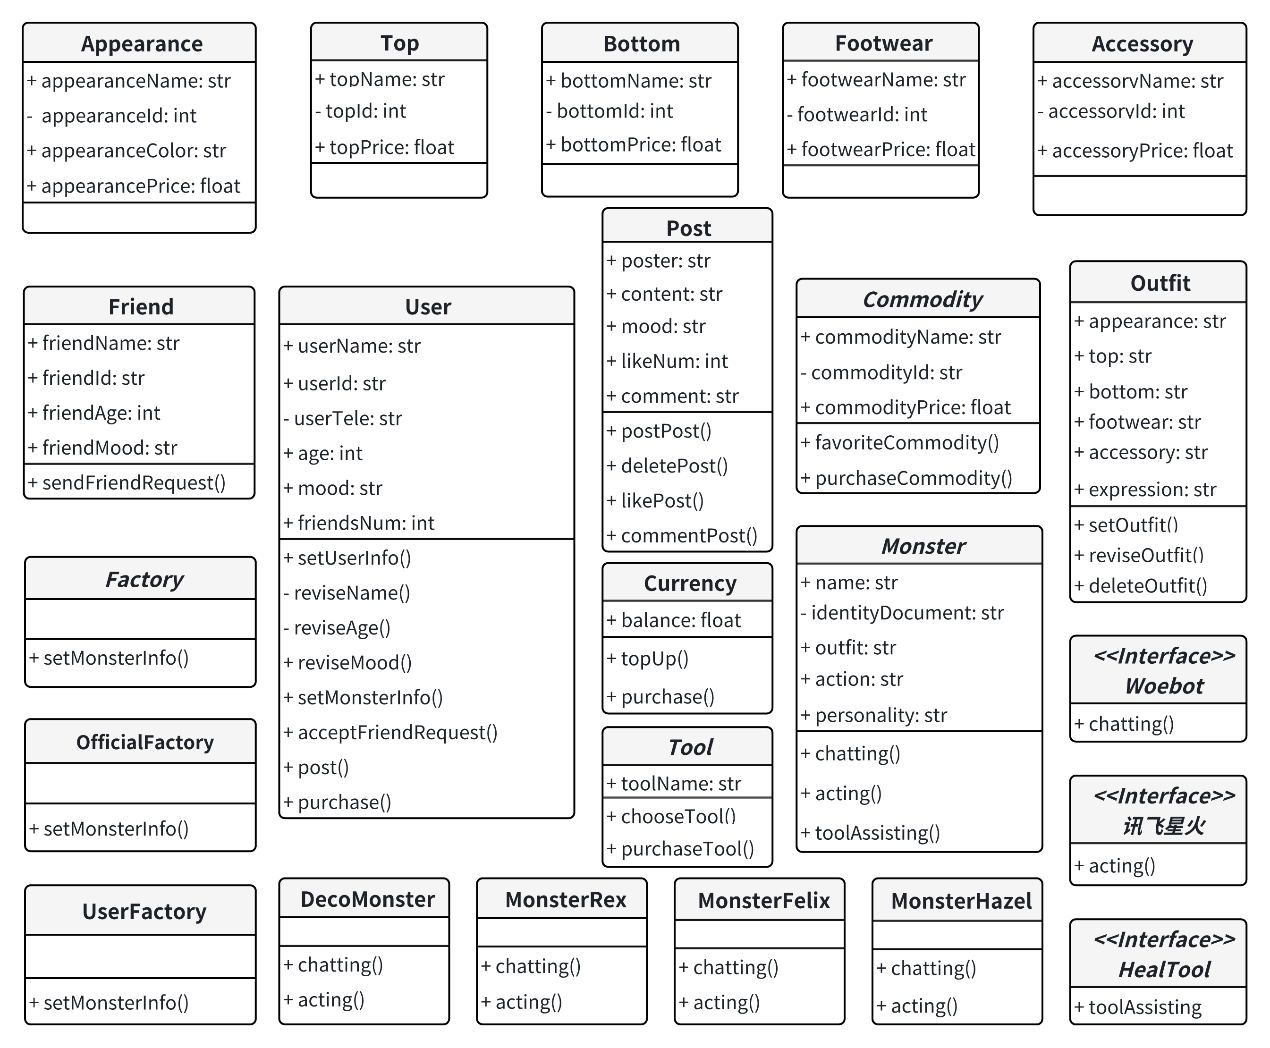 Appearance
+ appearanceName: str
- appearanceId: int
+ appearanceColor: str
+ appearancePrice: float
Top
+ topName: str
- topId: int
+ topPrice: float
Bottom
+ bottomName: str
- bottomId: int
+ bottomPrice: float
Footwear
+ footwearName: str
- footwearId: int
+ footwearPrice: float
Accessory
+ accessoryName: str
- accessoryId: int
+ accessoryPrice: float
Friend
+ friendName: str
+ friendId: str
+ friendAge: int
+ friendMood: str
+ sendFriendRequest()
User
+ userName: str
+ userId: str
- userTele: str
+ age: int
+ mood: str
+ friendsNum: int
+ setUserInfo()
- reviseName()
- reviseAge()
+ reviseMood()
+ setMonsterInfo()
+ acceptFriendRequest()
+ post()
+ purchase()
Post
+ poster: str
+ content: str
+ mood: str
+ likeNum: int
+ comment: str
+ postPost()
+ deletePost()
+ likePost()
+ commentPost()
Commodity
+ commodityName: str
- commodityId: str
+ commodityPrice: float
+ favoriteCommodity()
+ purchaseCommodity()
Outfit
+ appearance: str
+ top: str
+ bottom: str
+ footwear: str
+ accessory: str
+ expression: str
+ setOutfit()
+ reviseOutfit()
+ deleteOutfit()
Factory
+ setMonsterInfo()
Currency
+ balance: float
+ topUp()
+ purchase()
Monster
+ name: str
- identityDocument: str
+ outfit: str
+ action: str
+ personality: str
+ chatting()
+ acting()
+ toolAssisting()
<<Interface>>
Woebot
+ chatting()
OfficialFactory
+ setMonsterInfo()
Tool
+ toolName: str
+ chooseTool()
+ purchaseTool()
<<Interface>>
讯飞星火
+ acting()
UserFactory
+ setMonsterInfo()
DecoMonster
+ chatting()
+ acting()
MonsterRex
+ chatting()
+ acting()
MonsterFelix
+ chatting()
+ acting()
MonsterHazel
+ chatting()
+ acting()
<<Interface>>
HealTool
+ toolAssisting